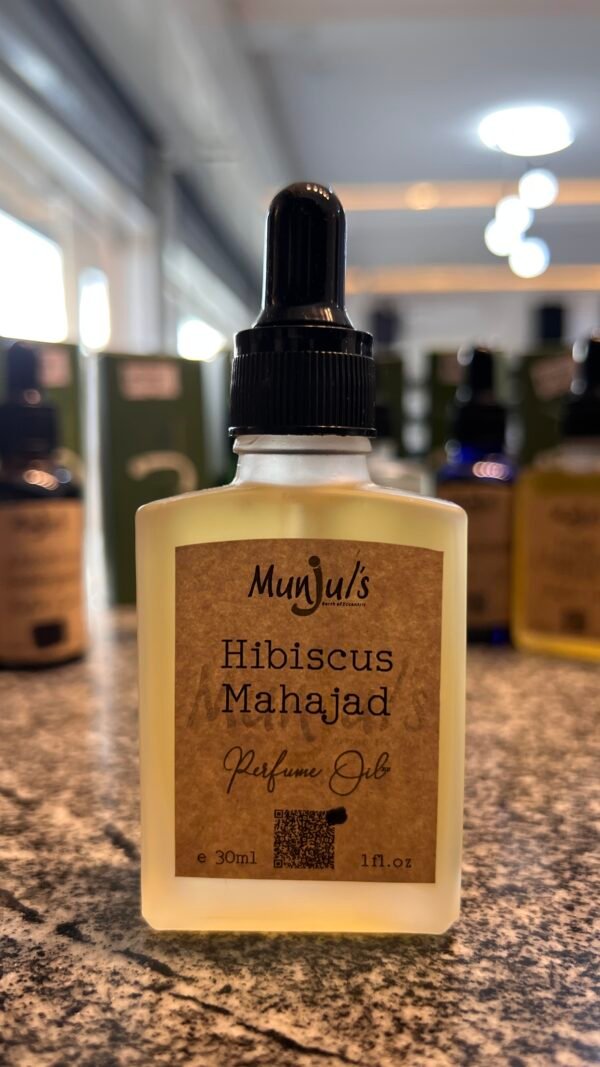 Munjul's
Hibiscus
Mahajad
Perfume Oil
e 30ml
1fl.oz